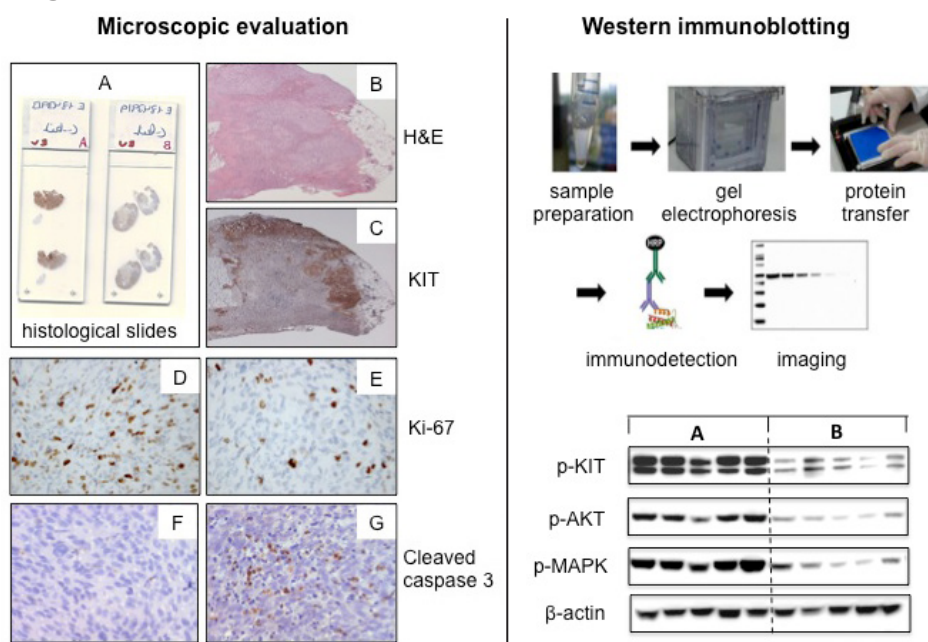 Microscopic evaluation
A
histological slides
B
H&E
C
KIT
D
E
Ki-67
F
G
Cleaved
caspase 3
Western immunoblotting
sample
preparation
gel
electrophoresis
protein
transfer
HRP
immunodetection
imaging
A
B
p-KIT
p-AKT
p-MAPK
β-actin